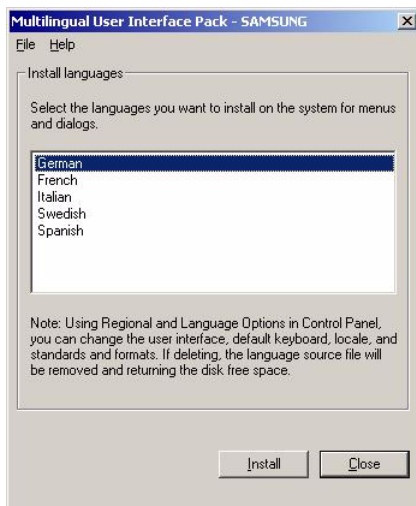 Multilingual User Interface Pack - SAMSUNG
File Help
Install languages
Select the languages you want to install on the system for menus
and dialogs.
German
French
Italian
Swedish
Spanish
Note: Using Regional and Language Options in Control Panel,
you can change the user interface, default keyboard, locale, and
standards and formats. If deleting, the language source file will
be removed and returning the disk free space.
Install Close